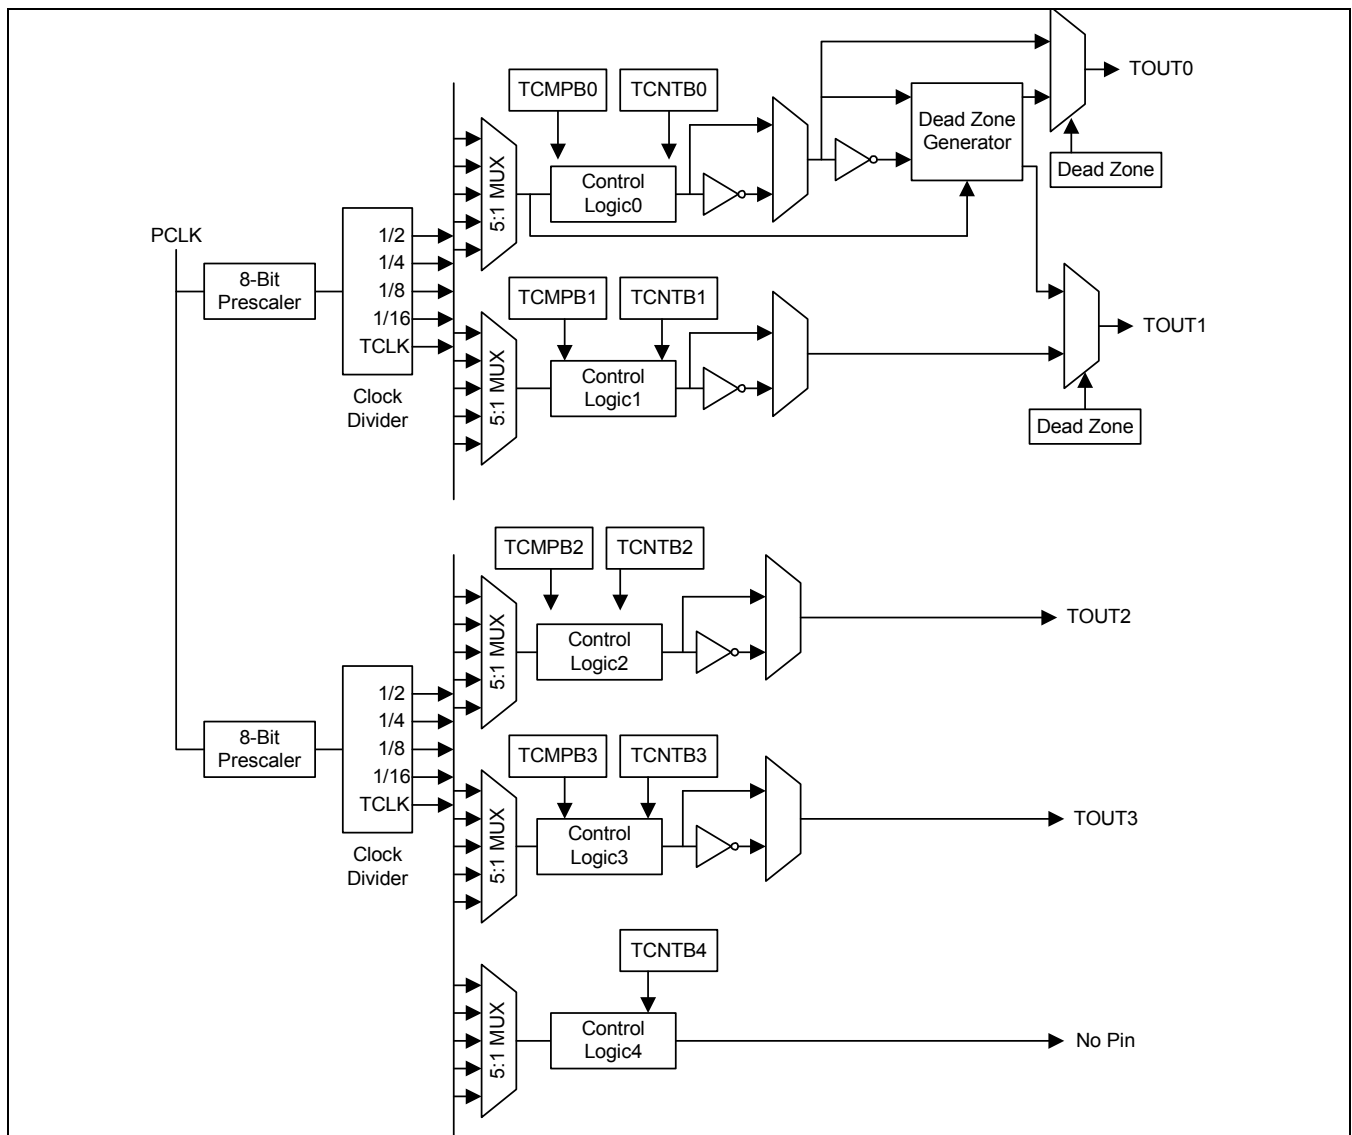 TCMPB0
TCNTB0
TOUT0
Dead Zone
Generator
Dead Zone
5:1 MUX
Control
Logic0
PCLK
8-Bit
Prescaler
1/2
1/4
1/8
1/16
TCLK
Clock
Divider
TCMPB1
TCNTB1
5:1 MUX
Control
Logic1
TOUT1
Dead Zone
TCMPB2
TCNTB2
5:1 MUX
Control
Logic2
TOUT2
8-Bit
Prescaler
1/2
1/4
1/8
1/16
TCLK
Clock
Divider
TCMPB3
TCNTB3
5:1 MUX
Control
Logic3
TOUT3
TCNTB4
5:1 MUX
Control
Logic4
No Pin